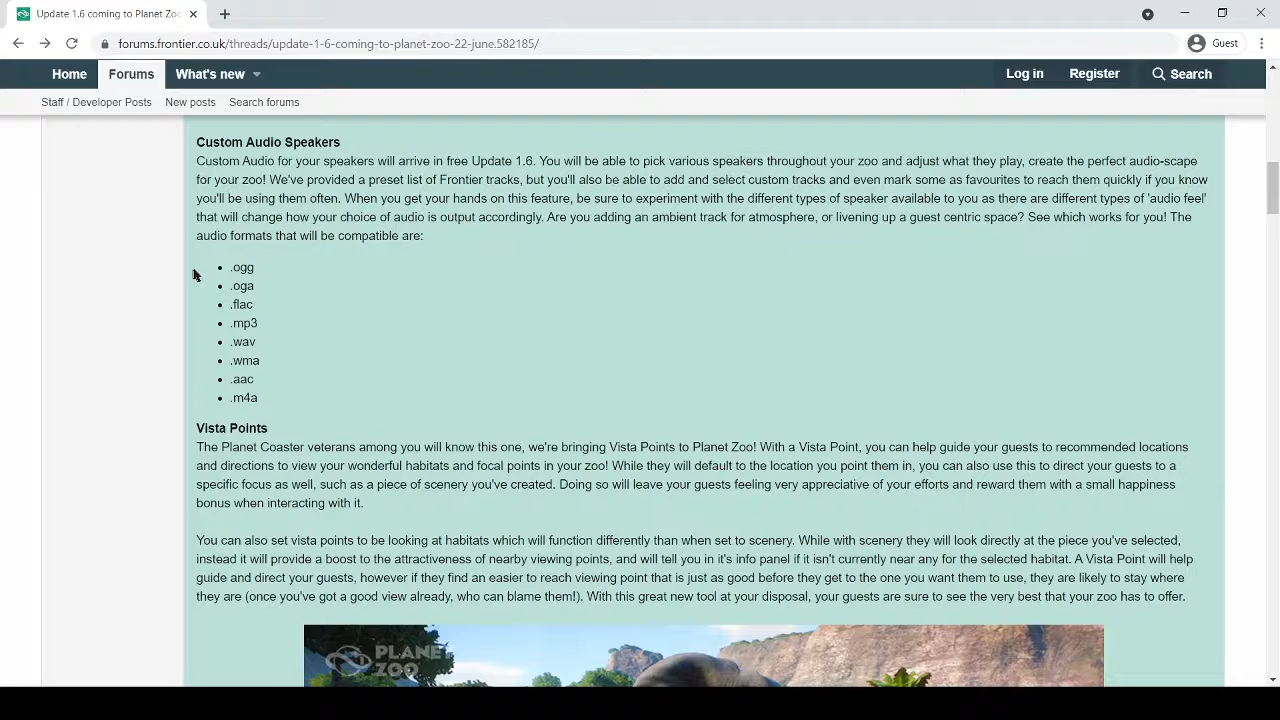 Update 1.6 coming to Planet Zoo
forums.frontier.co.uk/threads/update-1-6-coming-to-planet-zoo-22-june.582185/
Guest
Home
Forums
What's new
Log in
Register
Search
Staff / Developer Posts
New posts
Search forums
Custom Audio Speakers
Custom Audio for your speakers will arrive in free Update 1.6. You will be able to pick various speakers throughout your zoo and adjust what they play, create the perfect audio-scape
for your zoo! We've provided a preset list of Frontier tracks, but you'll also be able to add and select custom tracks and even mark some as favourites to reach them quickly if you know
you'll be using them often. When you get your hands on this feature, be sure to experiment with the different types of speaker available to you as there are different types of 'audio feel'
that will change how your choice of audio is output accordingly. Are you adding an ambient track for atmosphere, or livening up a guest centric space? See which works for you! The
audio formats that will be compatible are:
.ogg
.oga
.flac
.mp3
.wav
.wma
.aac
.m4a
Vista Points
The Planet Coaster veterans among you will know this one, we're bringing Vista Points to Planet Zoo! With a Vista Point, you can help guide your guests to recommended locations
and directions to view your wonderful habitats and focal points in your zoo! While they will default to the location you point them in, you can also use this to direct your guests to a
specific focus as well, such as a piece of scenery you've created. Doing so will leave your guests feeling very appreciative of your efforts and reward them with a small happiness
bonus when interacting with it.
You can also set vista points to be looking at habitats which will function differently than when set to scenery. While with scenery they will look directly at the piece you've selected,
instead it will provide a boost to the attractiveness of nearby viewing points, and will tell you in it's info panel if it isn't currently near any for the selected habitat. A Vista Point will help
guide and direct your guests, however if they find an easier to reach viewing point that is just as good before they get to the one you want them to use, they are likely to stay where
they are (once you've got a good view already, who can blame them!). With this great new tool at your disposal, your guests are sure to see the very best that your zoo has to offer.
PLANE
ZOO